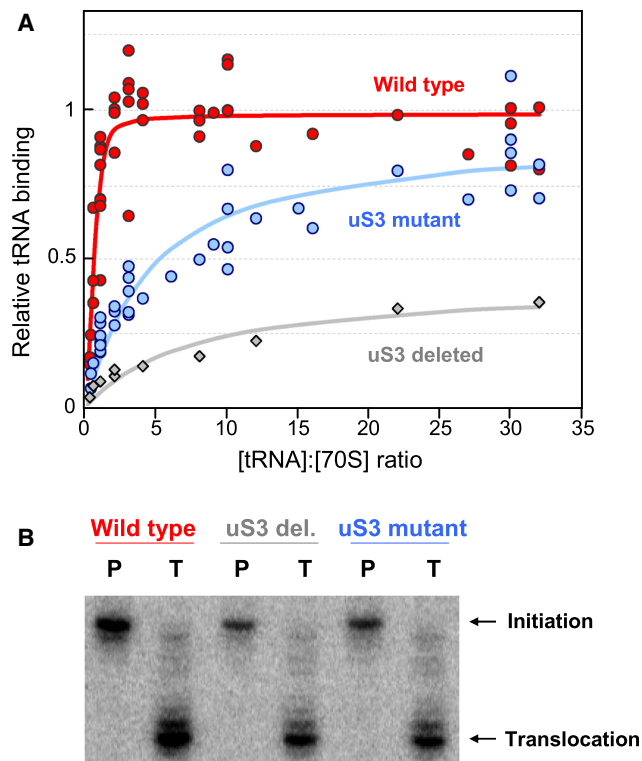 A
Relative tRNA binding
1
0.5
0
Wild type
uS3 mutant
uS3 deleted
0 5 10 15 20 25 30 35
[tRNA]:[70S] ratio
B
Wild type uS3 del. uS3 mutant
P T P T P T
Initiation
Translocation